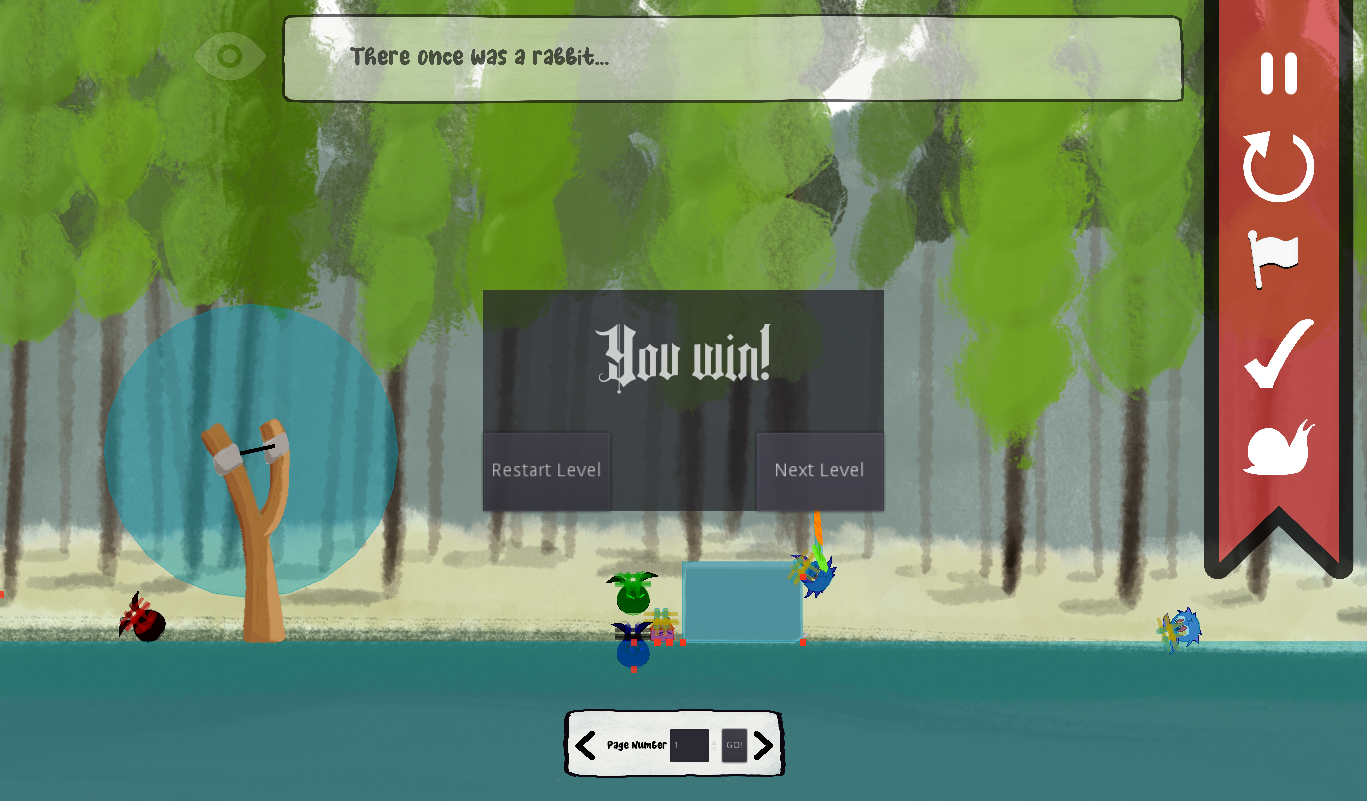 There once was a rabbit...
You win!
Restart Level
Next Level
Page Number 1 GO!